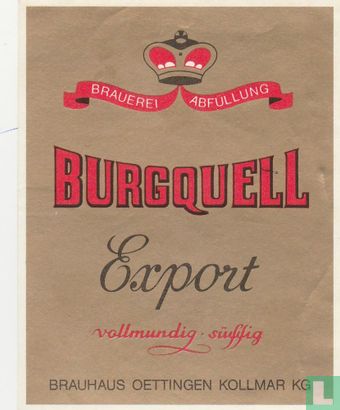 BRAUEREI ABFÜLLUNG
BURGQUELL
Export
vollmundig · süffig
BRAUHAUS OETTINGEN KOLLMAR KG
L